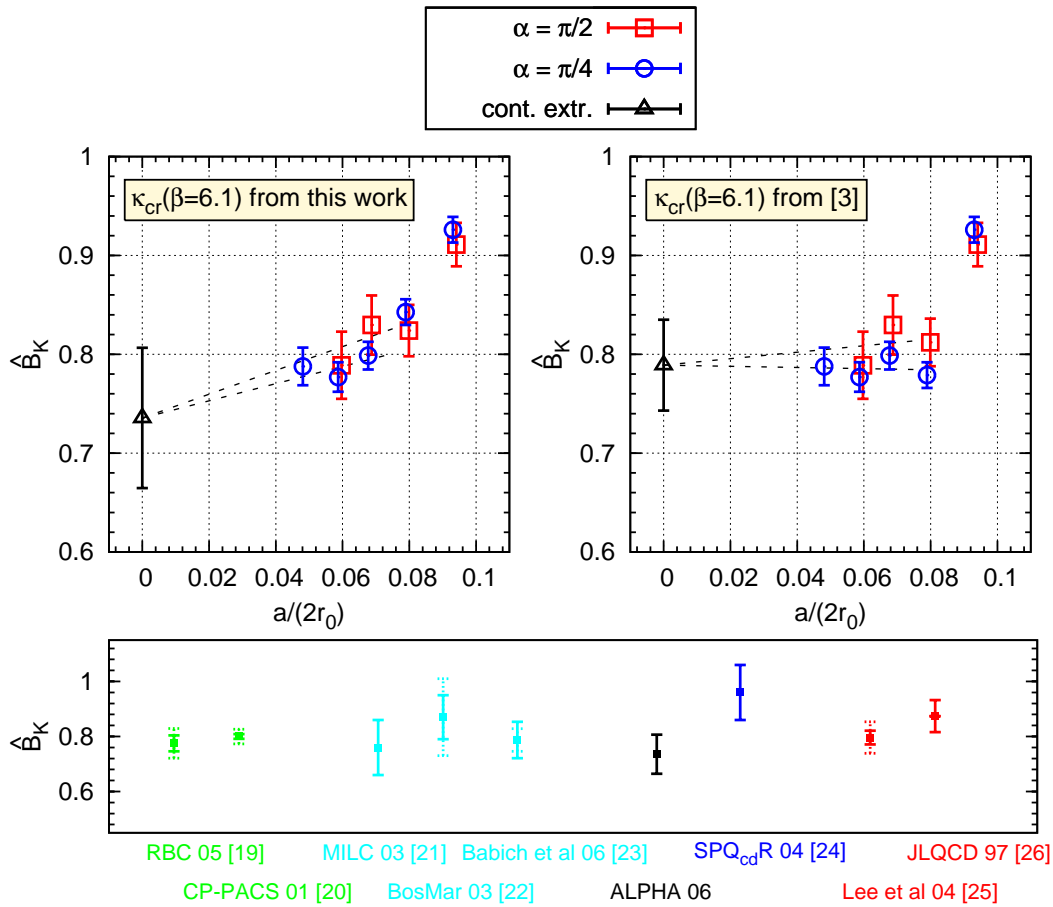 α = π/2
α = π/4
cont. extr.
κcr(β=6.1) from this work
B̂K
1
0.9
0.8
0.7
0.6
0 0.02 0.04 0.06 0.08 0.1
a/(2r0)
κcr(β=6.1) from [3]
B̂K
1
0.9
0.8
0.7
0.6
0 0.02 0.04 0.06 0.08 0.1
a/(2r0)
B̂K
1
0.8
0.6
RBC 05 [19] MILC 03 [21] Babich et al 06 [23] SPQcdR 04 [24] JLQCD 97 [26]
CP-PACS 01 [20] BosMar 03 [22] ALPHA 06 Lee et al 04 [25]